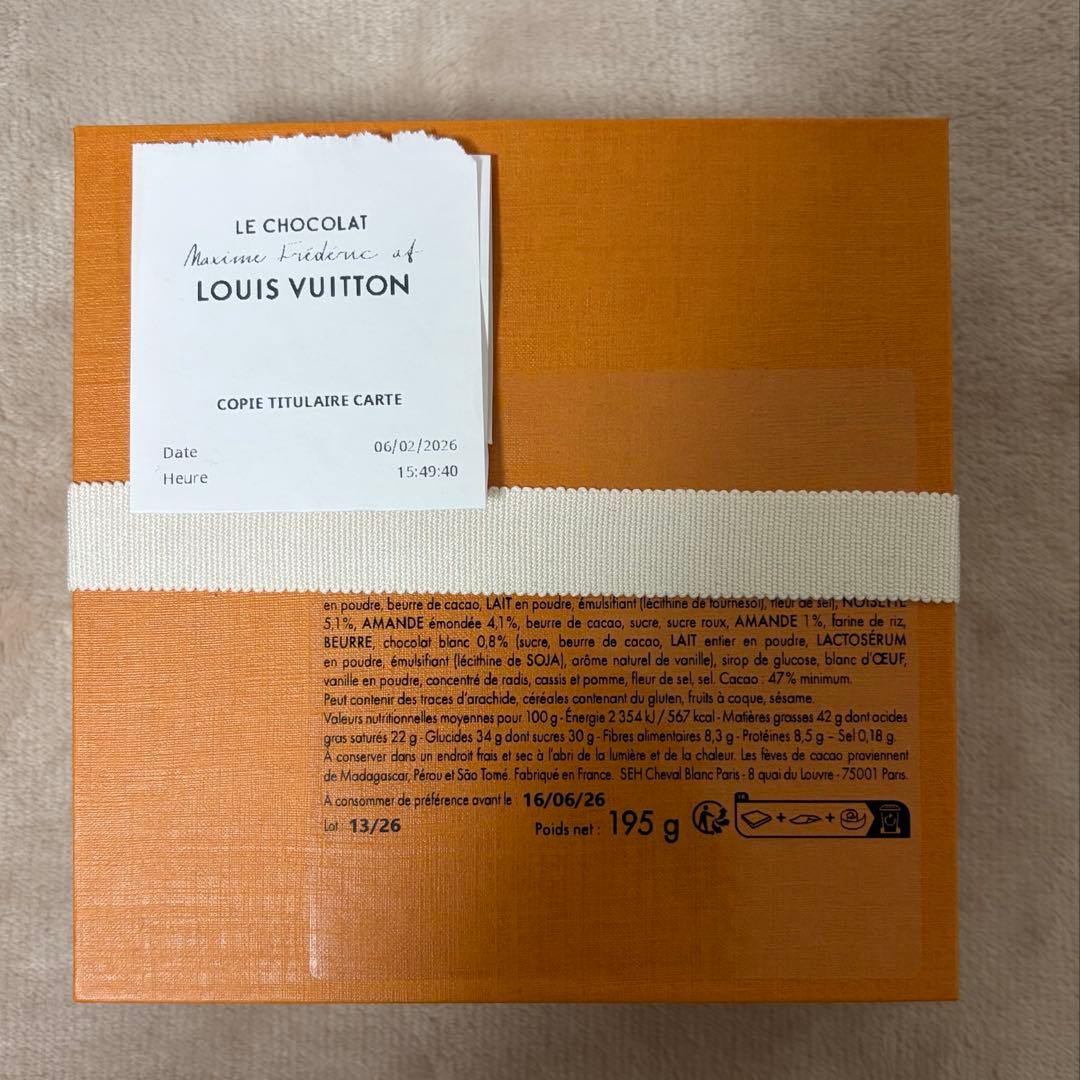 LE CHOCOLAT
Maxime Frédéric at
LOUIS VUITTON
COPIE TITULAIRE CARTE
Date 06/02/2026
Heure 15:49:40
en poudre, beurre de cacao, LAIT en poudre, émulsifiant (lécithine de tournesol), fleur de sel), NOISETTE
5,1%, AMANDE émondée 4,1%, beurre de cacao, sucre, sucre roux, AMANDE 1%, farine de riz,
BEURRE, chocolat blanc 0,8% (sucre, beurre de cacao, LAIT entier en poudre, LACTOSÉRUM
en poudre, émulsifiant (lécithine de SOJA), arôme naturel de vanille), sirop de glucose, blanc d'ŒUF,
vanille en poudre, concentré de radis, cassis et pomme, fleur de sel, sel. Cacao : 47% minimum.
Peut contenir des traces d'arachide, céréales contenant du gluten, fruits à coque, sésame.
Valeurs nutritionnelles moyennes pour 100 g - Énergie 2 354 kJ / 567 kcal - Matières grasses 42 g dont acides
gras saturés 22 g - Glucides 34 g dont sucres 30 g - Fibres alimentaires 8,3 g - Protéines 8,5 g – Sel 0,18 g.
À conserver dans un endroit frais et sec à l'abri de la lumière et de la chaleur. Les fèves de cacao proviennent
de Madagascar, Pérou et São Tomé. Fabriqué en France. SEH Cheval Blanc Paris - 8 quai du Louvre - 75001 Paris.
À consommer de préférence avant le : 16/06/26
Lot 13/26 Poids net : 195 g
FR